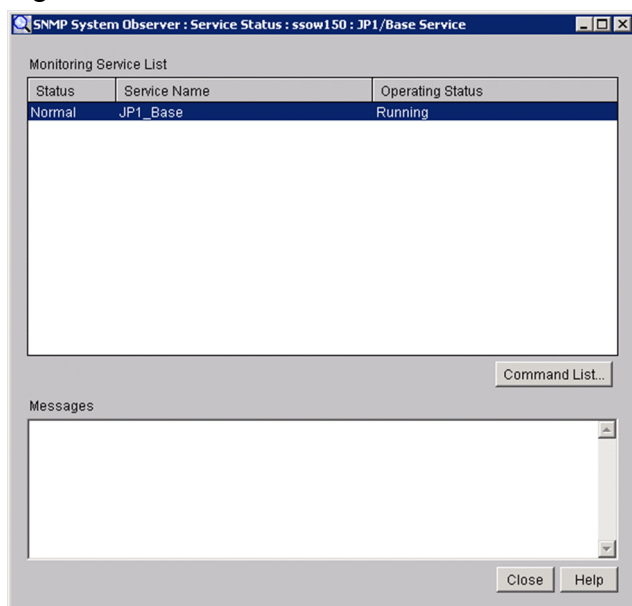 SNMP System Observer : Service Status : ssow150 : JP1/Base Service
Monitoring Service List
Status Service Name Operating Status
Normal JP1_Base Running
Command List...
Messages
Close Help